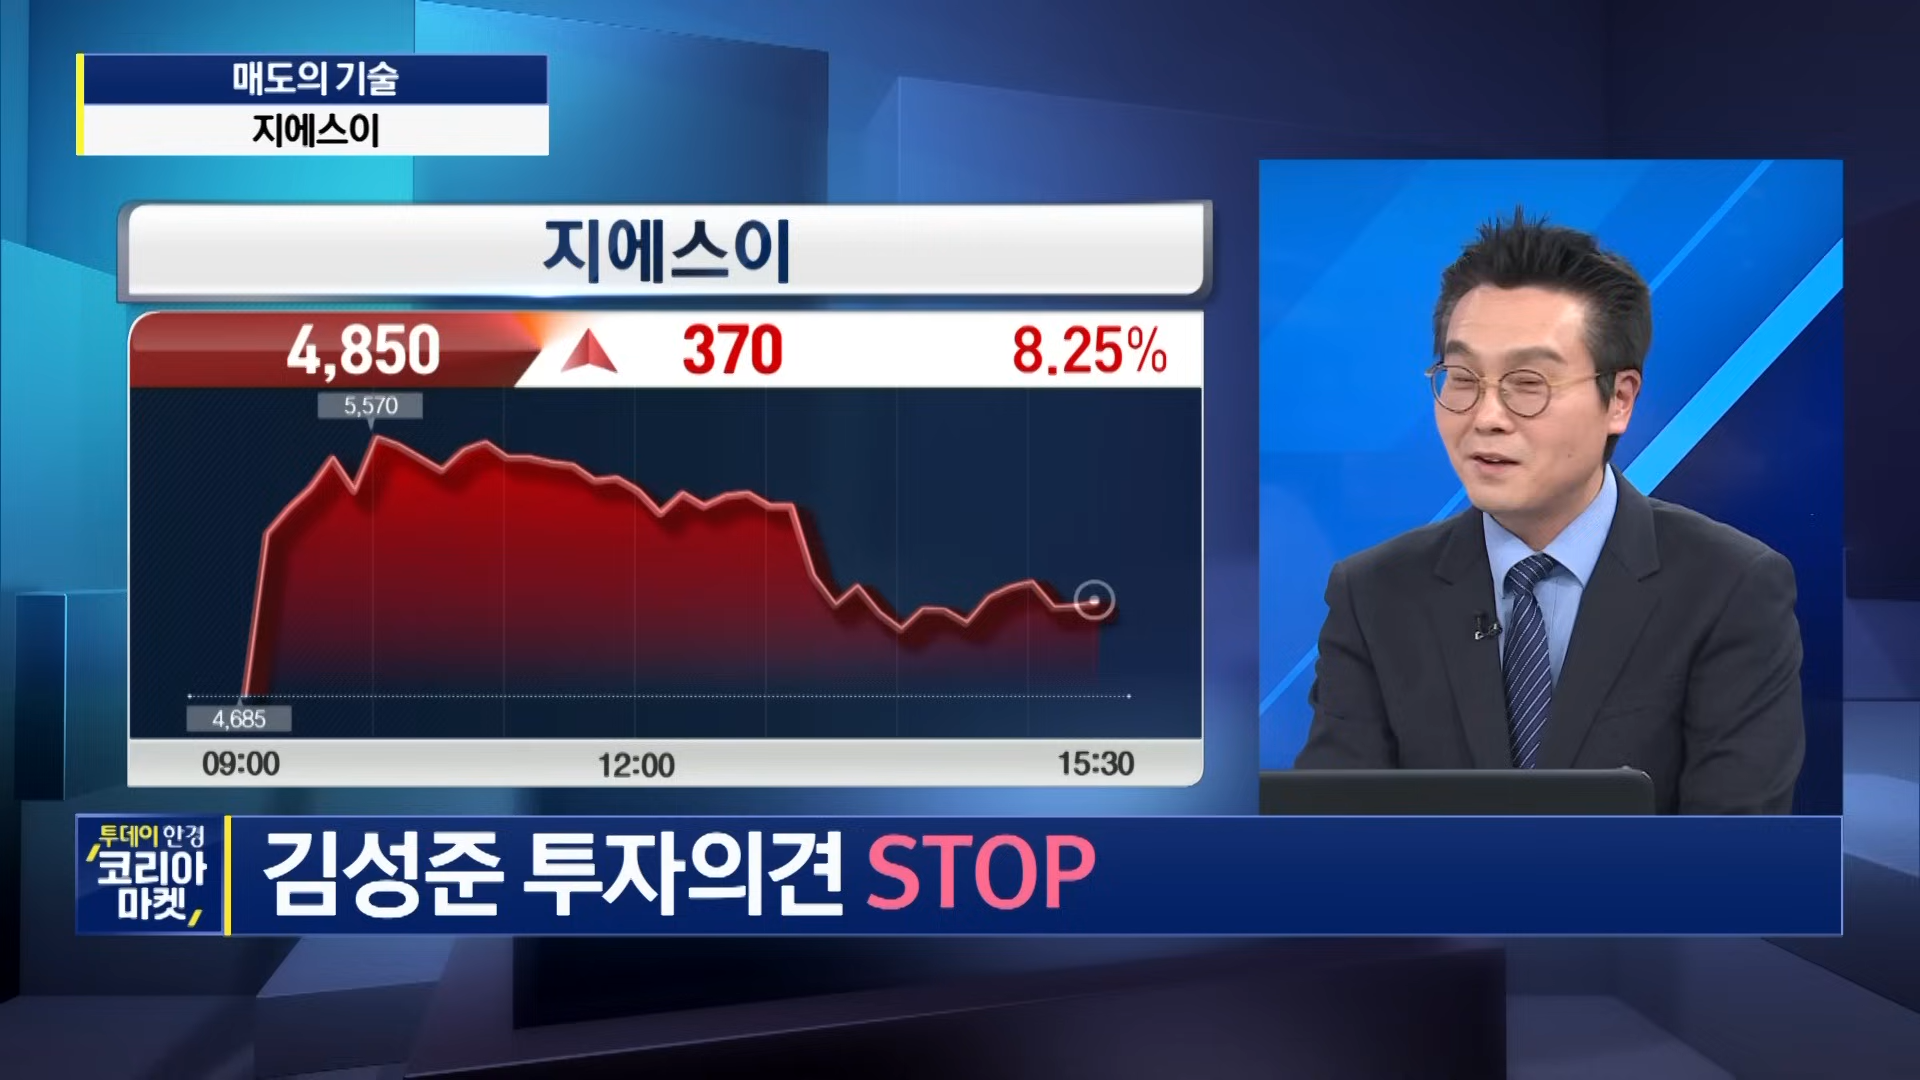 매도의 기술
지에스이
지에스이
4,850 370 8.25%
5,570
4,685
09:00 12:00 15:30
투데이 안경
코리아
마켓
김성준 투자의견 STOP